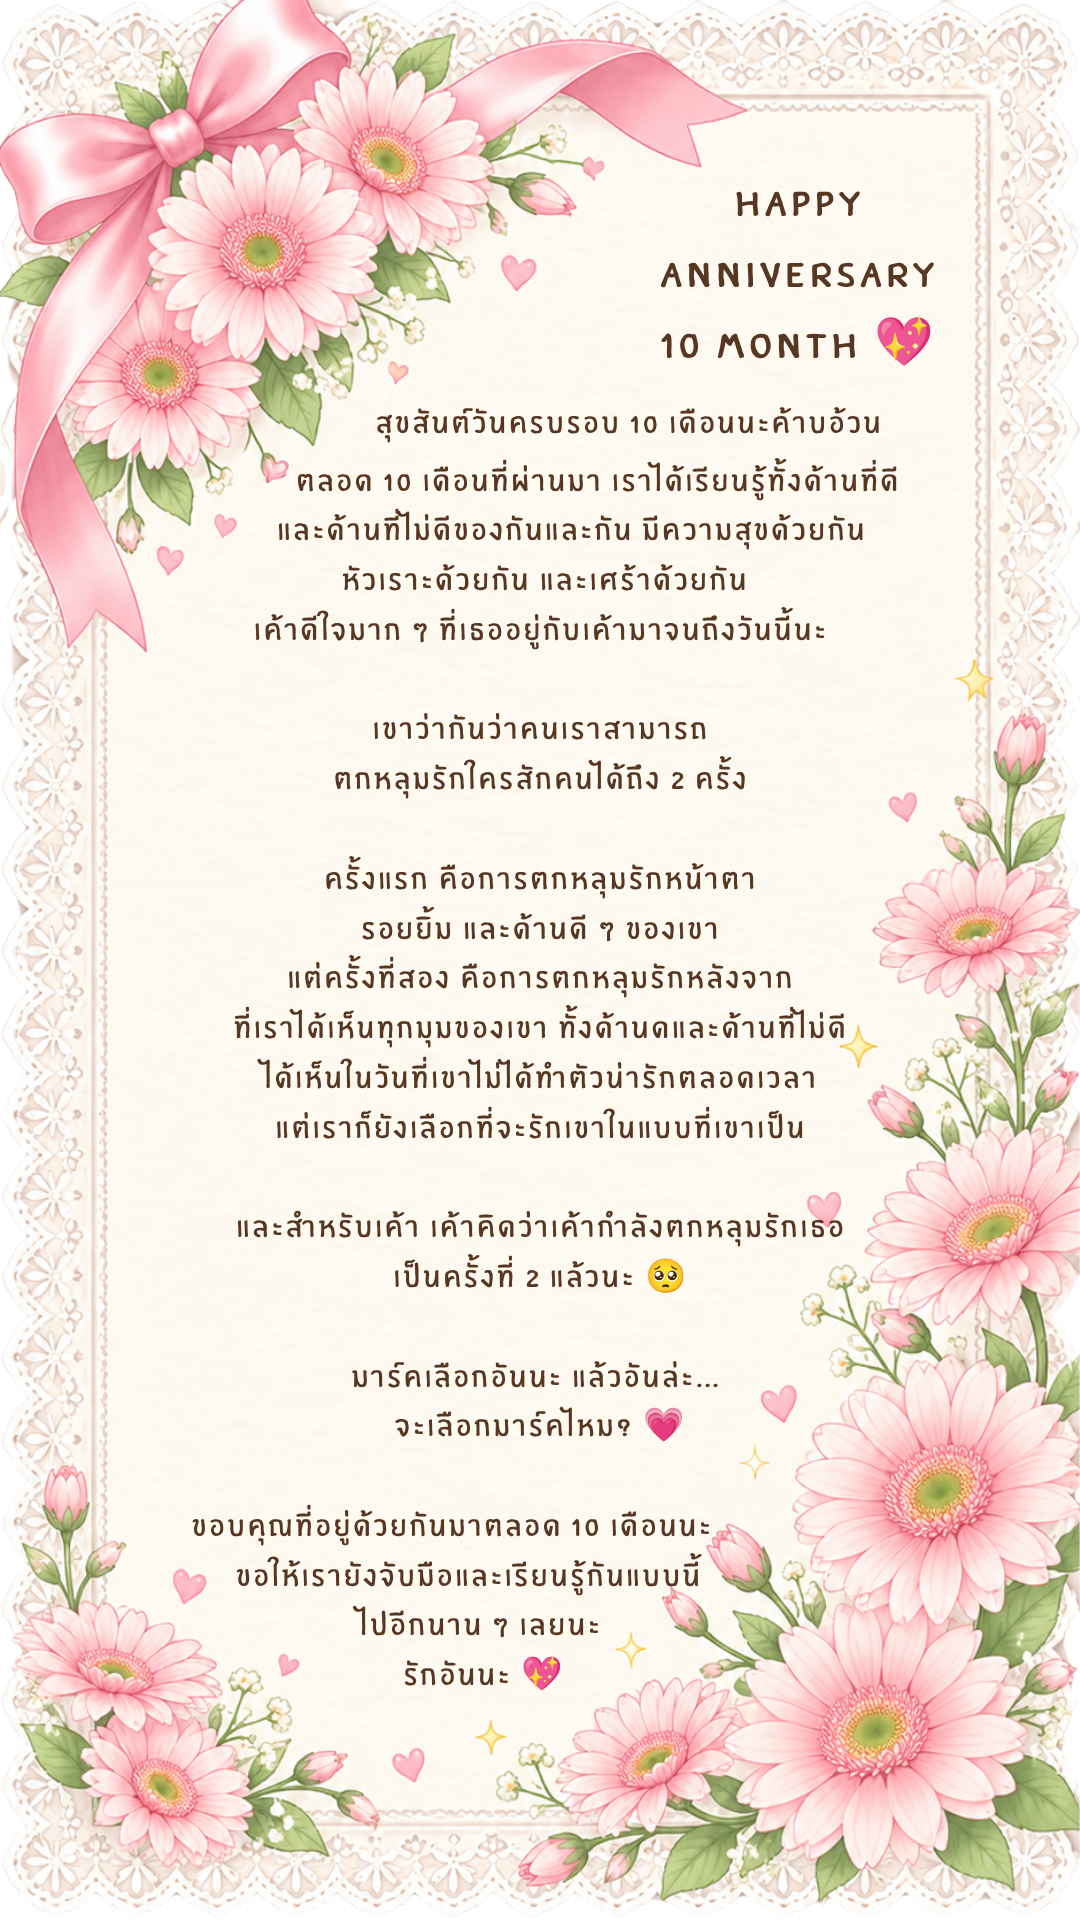 HAPPY
ANNIVERSARY
10 MONTH 💖
สุขสันต์วันครบรอบ 10 เดือนนะค้าบอ้วน
ตลอด 10 เดือนที่ผ่านมา เราได้เรียนรู้ทั้งด้านที่ดี
และด้านที่ไม่ดีของกันและกัน มีความสุขด้วยกัน
หัวเราะด้วยกัน และเศร้าด้วยกัน
เค้าดีใจมาก ๆ ที่เธออยู่กับเค้ามาจนถึงวันนี้นะ
เขาว่ากันว่าคนเราสามารถ
ตกหลุมรักใครสักคนได้ถึง 2 ครั้ง
ครั้งแรก คือการตกหลุมรักหน้าตา
รอยยิ้ม และด้านดี ๆ ของเขา
แต่ครั้งที่สอง คือการตกหลุมรักหลังจาก
ที่เราได้เห็นทุกมุมของเขา ทั้งด้านดและด้านที่ไม่ดี
ได้เห็นในวันที่เขาไม่ได้ทำตัวน่ารักตลอดเวลา
แต่เราก็ยังเลือกที่จะรักเขาในแบบที่เขาเป็น
และสำหรับเค้า เค้าคิดว่าเค้ากำลังตกหลุมรักเธอ
เป็นครั้งที่ 2 แล้วนะ 🥺
มาร์คเลือกอันนะ แล้วอันล่ะ...
จะเลือกมาร์คไหม? 💗
ขอบคุณที่อยู่ด้วยกันมาตลอด 10 เดือนนะ
ขอให้เรายังจับมือและเรียนรู้กันแบบนี้
ไปอีกนาน ๆ เลยนะ
รักอันนะ 💖